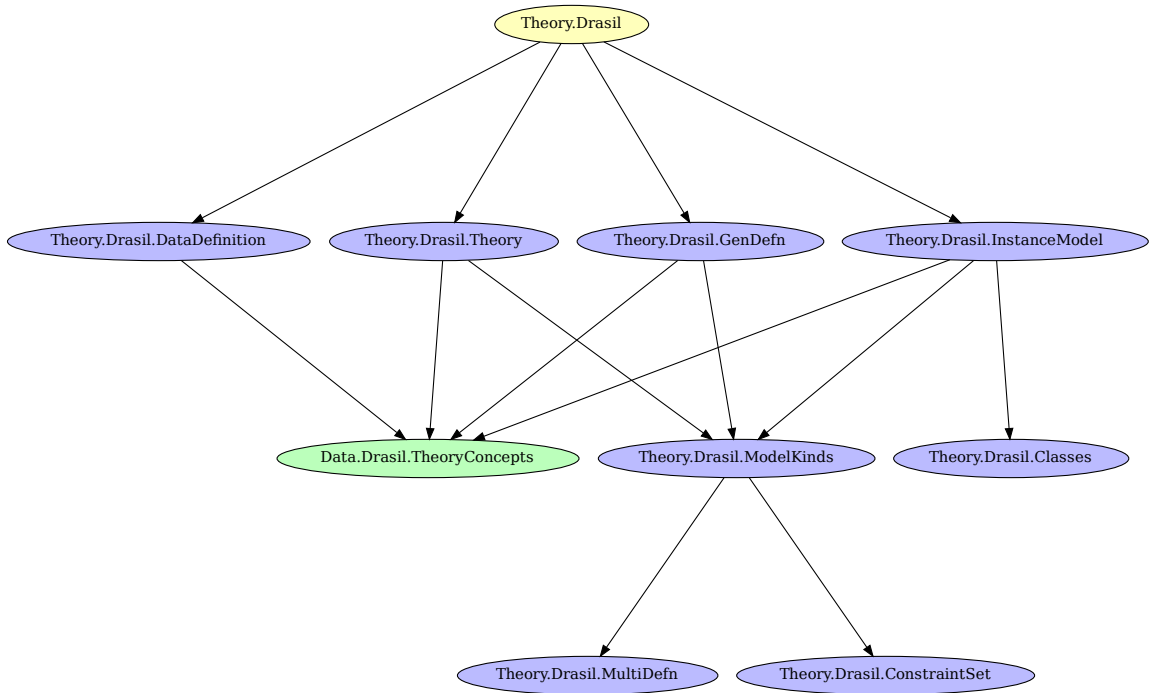 Theory.Drasil
Theory.Drasil.DataDefinition
Theory.Drasil.Theory
Theory.Drasil.GenDefn
Theory.Drasil.InstanceModel
Data.Drasil.TheoryConcepts
Theory.Drasil.ModelKinds
Theory.Drasil.Classes
Theory.Drasil.MultiDefn
Theory.Drasil.ConstraintSet